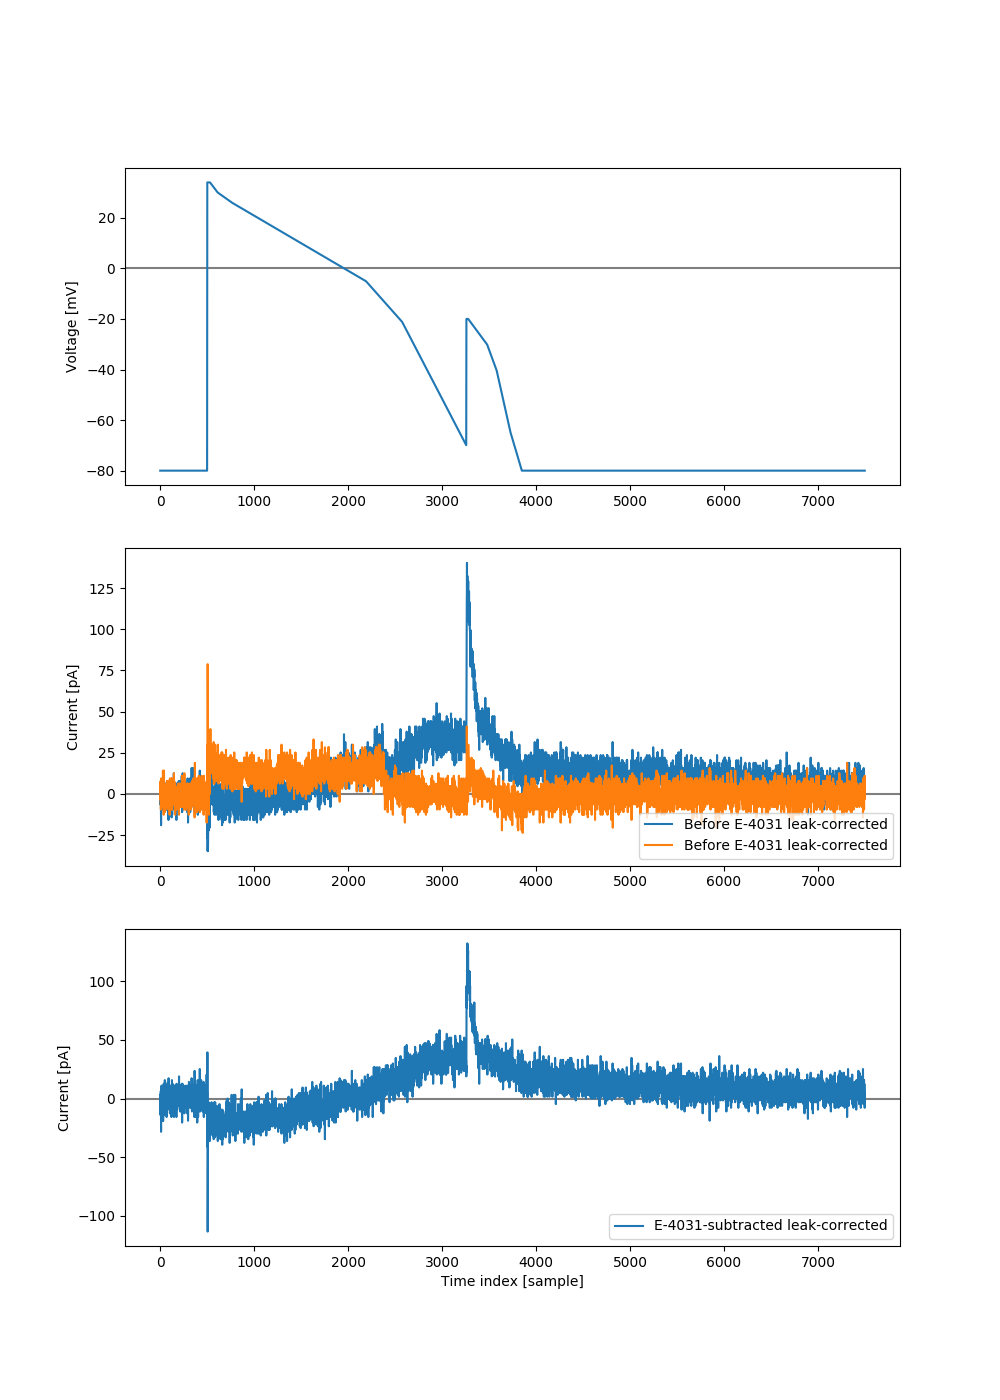 Voltage [mV]
20
0
−20
−40
−60
−80
0 1000 2000 3000 4000 5000 6000 7000
Current [pA]
125
100
75
50
25
0
−25
Before E-4031 leak-corrected
Before E-4031 leak-corrected
0 1000 2000 3000 4000 5000 6000 7000
Current [pA]
100
50
0
−50
−100
E-4031-subtracted leak-corrected
0 1000 2000 3000 4000 5000 6000 7000
Time index [sample]